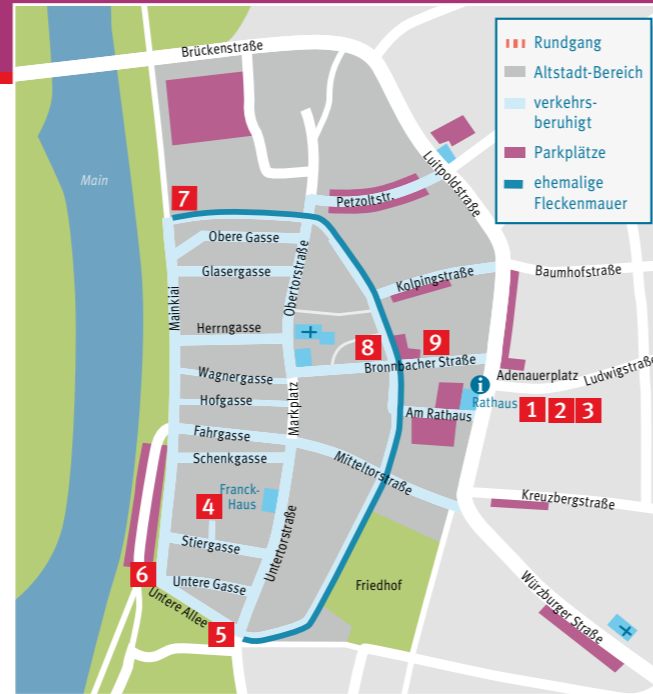 Brückenstraße
Rundgang
Altstadt-Bereich
verkehrs-
beruhigt
Parkplätze
ehemalige
Fleckenmauer
Main
Luitpoldstraße
7
Petzoltstr.
Obere Gasse
Obertorstraße
Glasergasse
Kolpingstraße
Baumhofstraße
Mainkiai
Herrngasse
8
9
Bronnbacher Straße
Wagnergasse
Adenauerplatz
Ludwigstraße
i
Rathaus
Hofgasse
Markplatz
Am Rathaus
1 2 3
Fahrgasse
Schenkgasse
Mitteltorstraße
Franck-
Haus
4
Kreuzbergstraße
Untertorstraße
Stiergasse
6
Untere Gasse
Friedhof
Untere Allee
5
Würzburger Straße